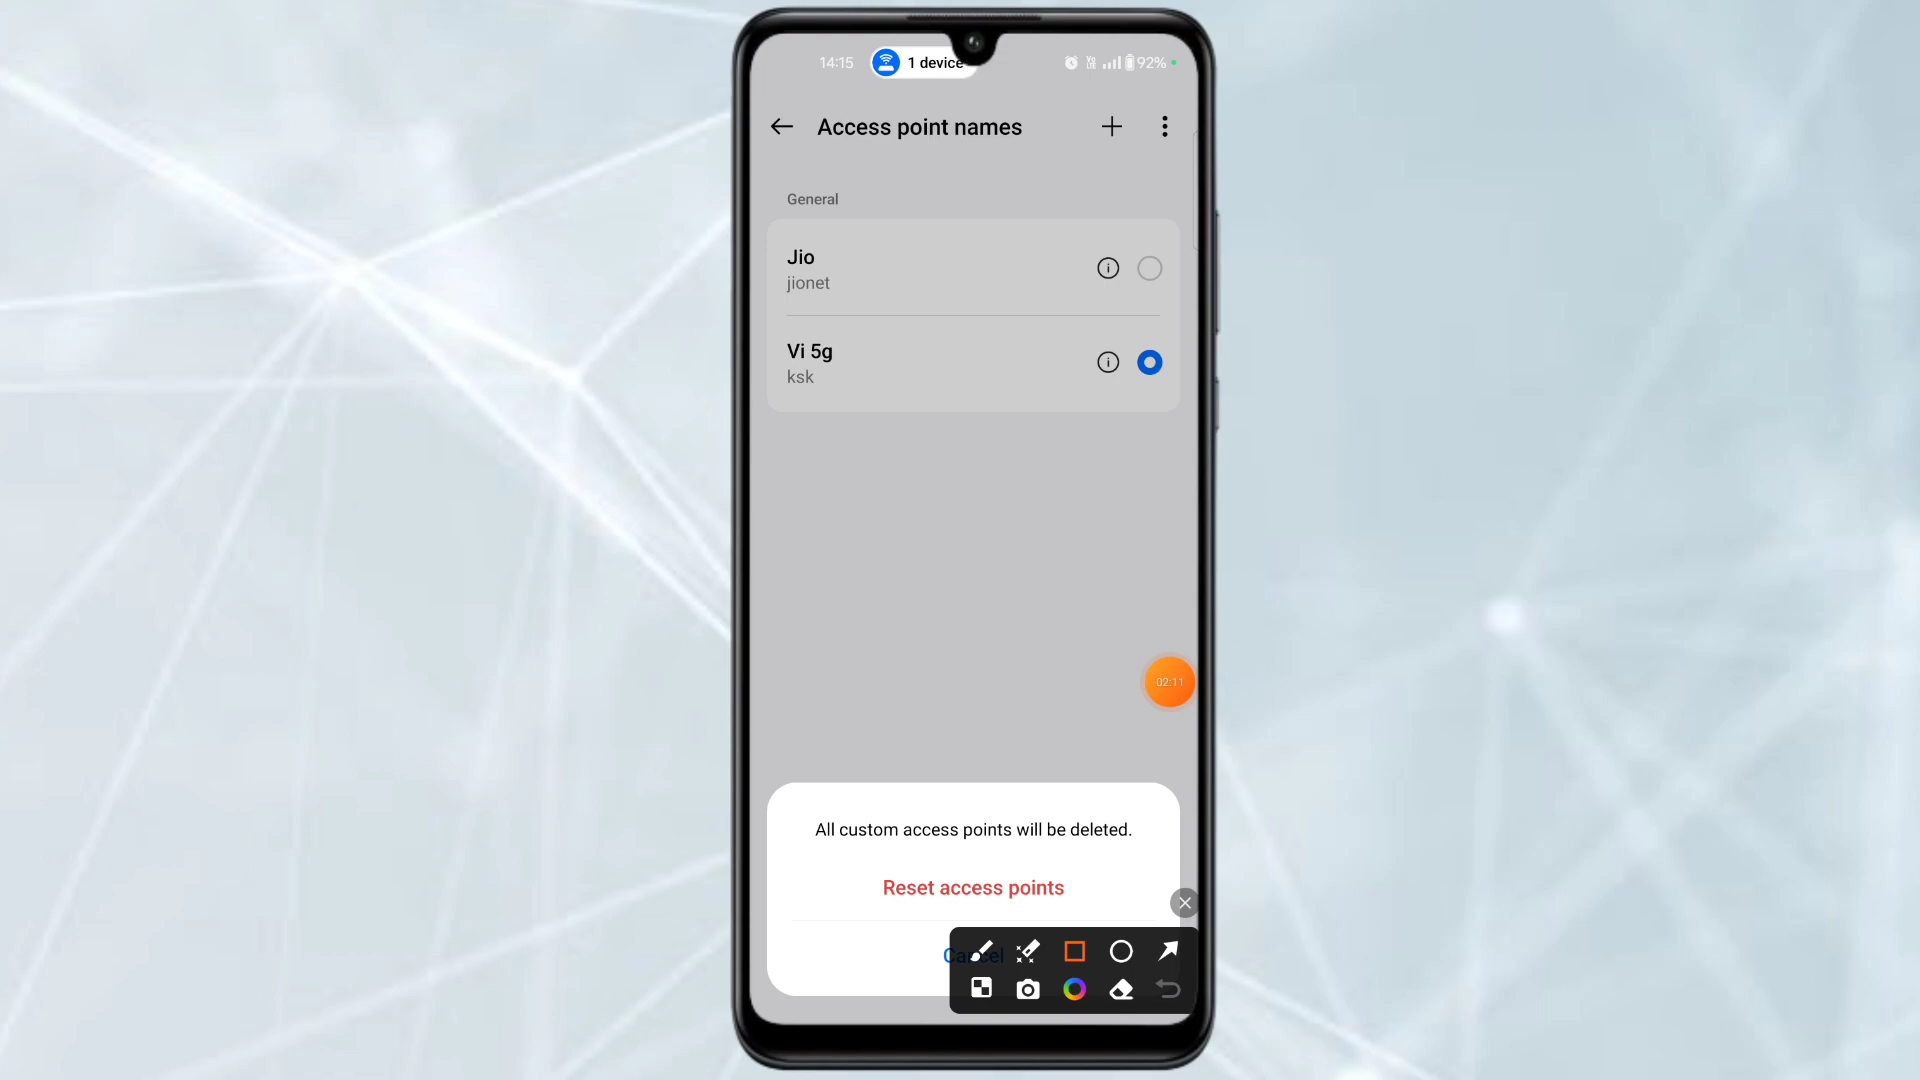 14:15 1 device 92%
Access point names
General
Jio
jionet
Vi 5g
ksk
02:11
All custom access points will be deleted.
Reset access points
Cancel